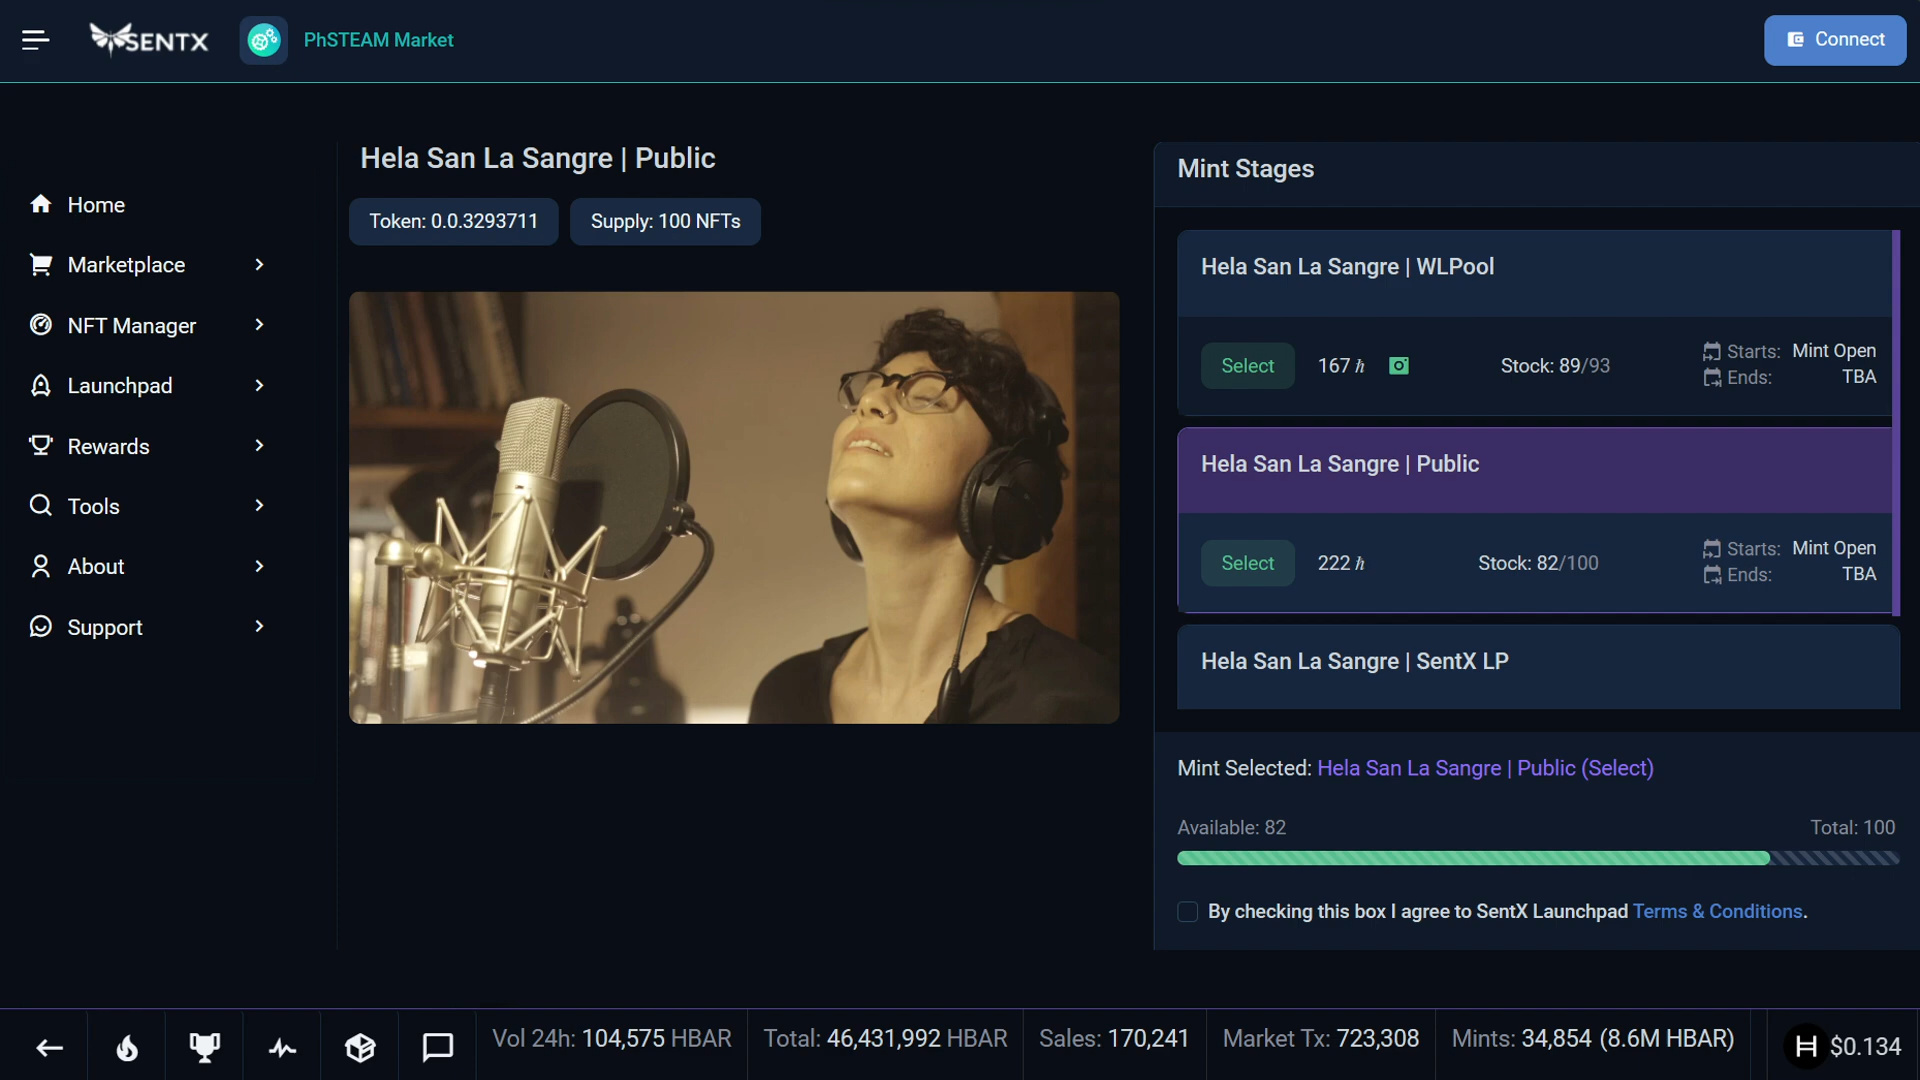 SENTX
PhSTEAM Market
Connect
Home
Marketplace
NFT Manager
Launchpad
Rewards
Tools
About
Support
Hela San La Sangre | Public
Token: 0.0.3293711
Supply: 100 NFTs
Mint Stages
Hela San La Sangre | WLPool
Select
167 ℏ
Stock: 89/93
Starts: Mint Open
Ends: TBA
Hela San La Sangre | Public
Select
222 ℏ
Stock: 82/100
Starts: Mint Open
Ends: TBA
Hela San La Sangre | SentX LP
Mint Selected: Hela San La Sangre | Public (Select)
Available: 82
Total: 100
By checking this box I agree to SentX Launchpad Terms & Conditions.
Vol 24h: 104,575 HBAR
Total: 46,431,992 HBAR
Sales: 170,241
Market Tx: 723,308
Mints: 34,854 (8.6M HBAR)
$0.134